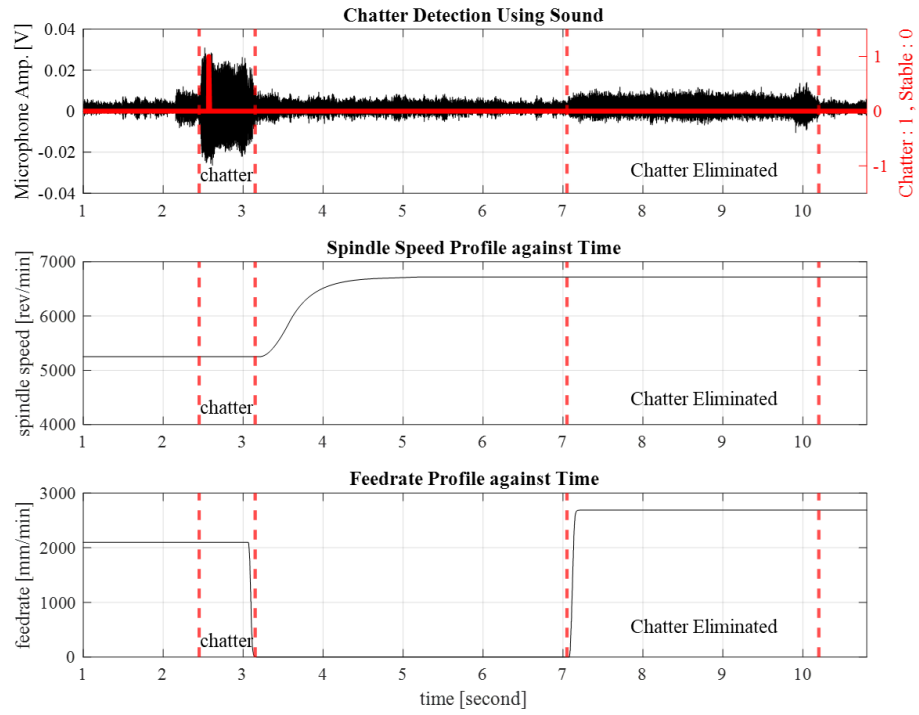 Chatter Detection Using Sound
Microphone Amp. [V]
0.04
0.02
0
-0.02
-0.04
1
0
-1
Chatter : 1 , Stable : 0
chatter
Chatter Eliminated
1 2 3 4 5 6 7 8 9 10
Spindle Speed Profile against Time
spindle speed [rev/min]
7000
6000
5000
4000
chatter
Chatter Eliminated
1 2 3 4 5 6 7 8 9 10
Feedrate Profile against Time
feedrate [mm/min]
3000
2000
1000
0
chatter
Chatter Eliminated
1 2 3 4 5 6 7 8 9 10
time [second]